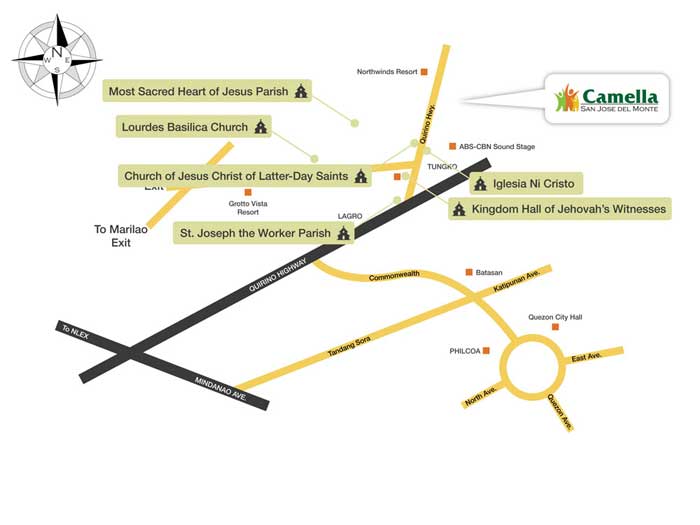 N
W
E
S
Northwinds Resort
Most Sacred Heart of Jesus Parish
Camella
SAN JOSE DEL MONTE
Quirino Hwy.
Lourdes Basilica Church
ABS-CBN Sound Stage
TUNGKO
Church of Jesus Christ of Latter-Day Saints
Exit
Iglesia Ni Cristo
Grotto Vista
Resort
Kingdom Hall of Jehovah's Witnesses
LAGRO
To Marilao
Exit
St. Joseph the Worker Parish
QUIRINO HIGHWAY
Commonwealth
Batasan
Katipunan Ave.
Quezon City Hall
To NLEX
Tandang Sora
PHILCOA
East Ave.
MINDANAO AVE.
North Ave.
Quezon Ave.